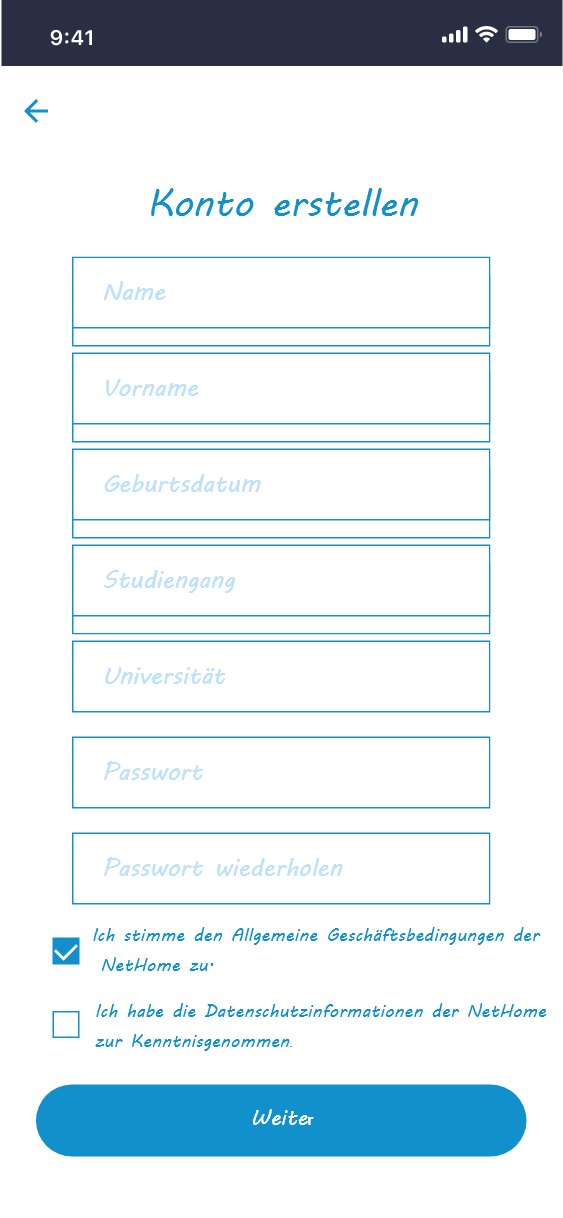 9:41
Konto erstellen
Name
Vorname
Geburtsdatum
Studiengang
Universität
Passwort
Passwort wiederholen
Ich stimme den Allgemeine Geschäftsbedingungen der
NetHome zu.
Ich habe die Datenschutzinformationen der NetHome
zur Kenntnisgenommen.
Weiter